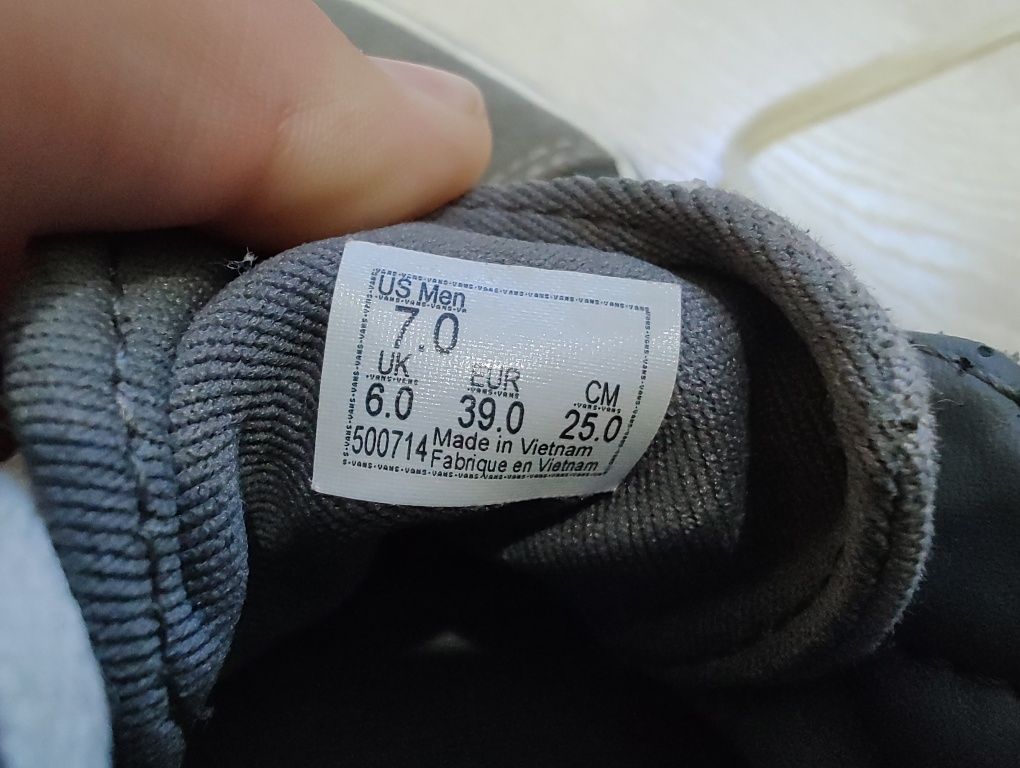 US Men
7.0
UK EUR CM
6.0 39.0 25.0
500714 Made in Vietnam
Fabrique en Vietnam